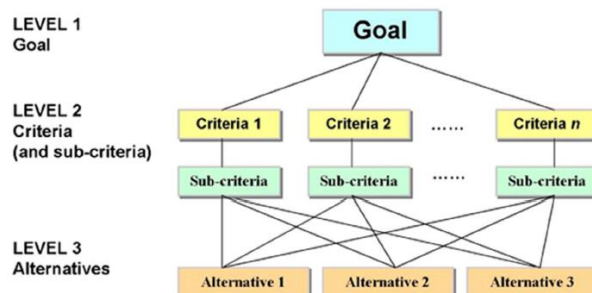 LEVEL 1
Goal
Goal
LEVEL 2
Criteria
(and sub-criteria)
Criteria 1
Criteria 2
......
Criteria n
Sub-criteria
Sub-criteria
......
Sub-criteria
LEVEL 3
Alternatives
Alternative 1
Alternative 2
Alternative 3